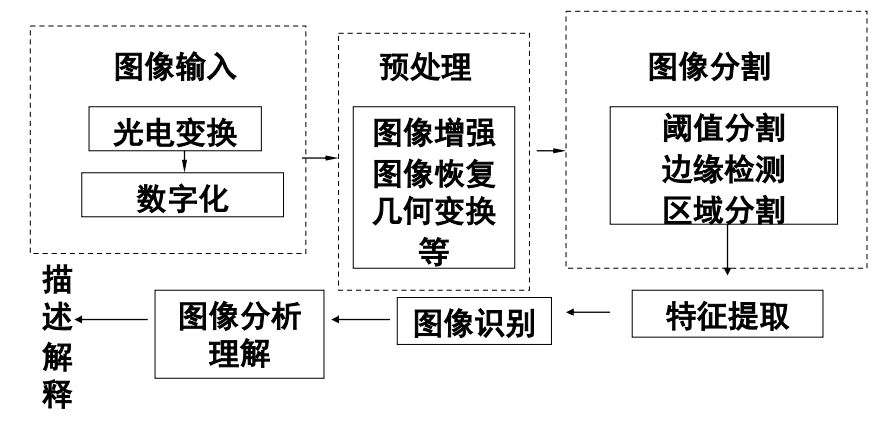 图像输入
光电变换
数字化
预处理
图像增强
图像恢复
几何变换
等
图像分割
阈值分割
边缘检测
区域分割
特征提取
图像识别
图像分析
理解
描
述
解
释